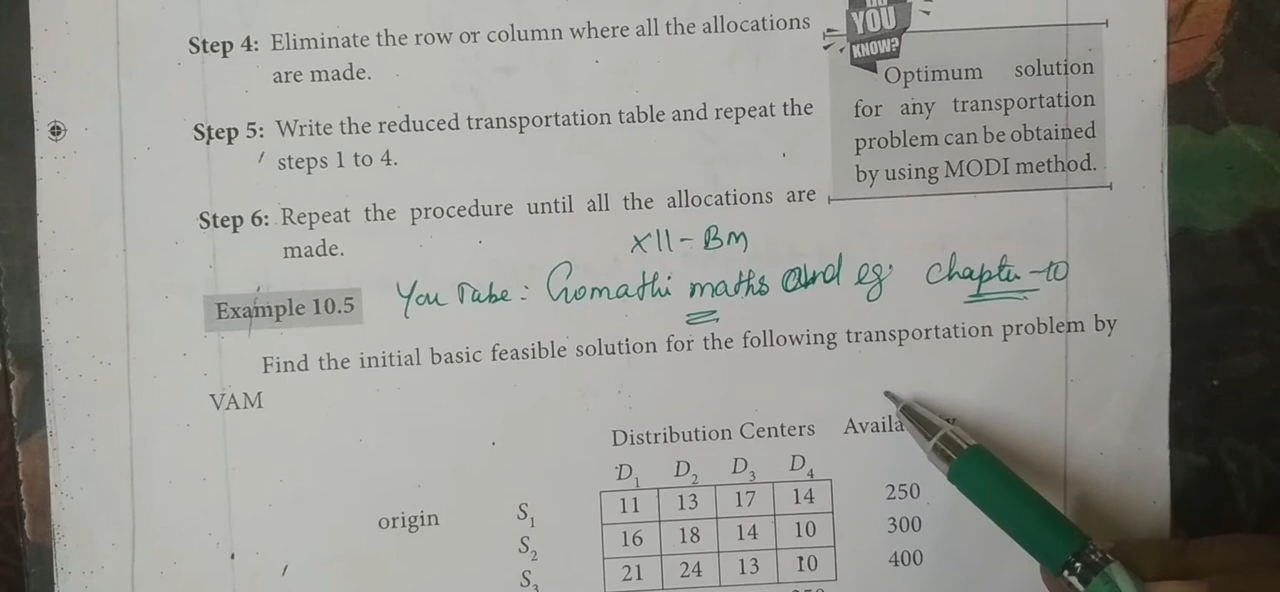 Step 4: Eliminate the row or column where all the allocations
are made.
Step 5: Write the reduced transportation table and repeat the
steps 1 to 4.
Step 6: Repeat the procedure until all the allocations are
made.
YOU
KNOW?
Optimum solution
for any transportation
problem can be obtained
by using MODI method.
XII - BM
You Tube: Gomathi maths and eg: Chapter-10
Example 10.5
Find the initial basic feasible solution for the following transportation problem by
VAM
Distribution Centers
D1 D2 D3 D4
origin S1 11 13 17 14 250
S2 16 18 14 10 300
S3 21 24 13 10 400